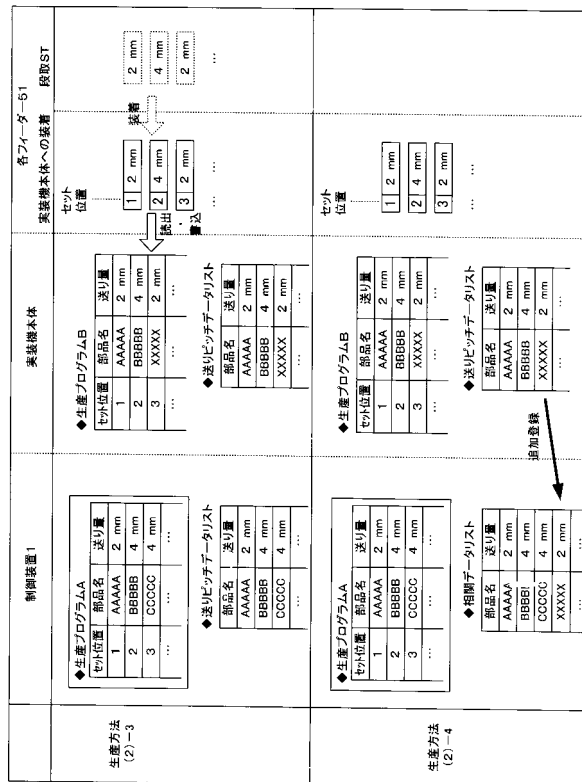 制御装置1
実装機本体
各フィーダー51
実装機本体への装着 段取ST
生産方法
(2)-3
◆生産プログラムA
セット位置 部品名 送り量
1 AAAAA 2 mm
2 BBBBB 4 mm
3 CCCCC 4 mm
… … …
◆送りピッチデータリスト
部品名 送り量
AAAAA 2 mm
BBBBB 4 mm
CCCCC 4 mm
… …
◆生産プログラムB
セット位置 部品名 送り量
1 AAAAA 2 mm
2 BBBBB 4 mm
3 XXXXX 2 mm
… … …
◆送りピッチデータリスト
部品名 送り量
AAAAA 2 mm
BBBBB 4 mm
XXXXX 2 mm
… …
読出・
書込
セット
位置
1 2 mm
2 4 mm
3 2 mm
…
装着
2 mm
4 mm
2 mm
…
生産方法
(2)-4
◆生産プログラムA
セット位置 部品名 送り量
1 AAAAA 2 mm
2 BBBBB 4 mm
3 CCCCC 4 mm
… … …
◆相関データリスト
部品名 送り量
AAAAA 2 mm
BBBB! 4 mm
CCCCC 4 mm
XXXXX 2 mm
… …
追加登録
◆生産プログラムB
セット位置 部品名 送り量
1 AAAAA 2 mm
2 BBBBB 4 mm
3 XXXXX 2 mm
… … …
◆送りピッチデータリスト
部品名 送り量
AAAAA 2 mm
BBBBB 4 mm
XXXXX 2 mm
… …
セット
位置
1 2 mm
2 4 mm
3 2 mm
…